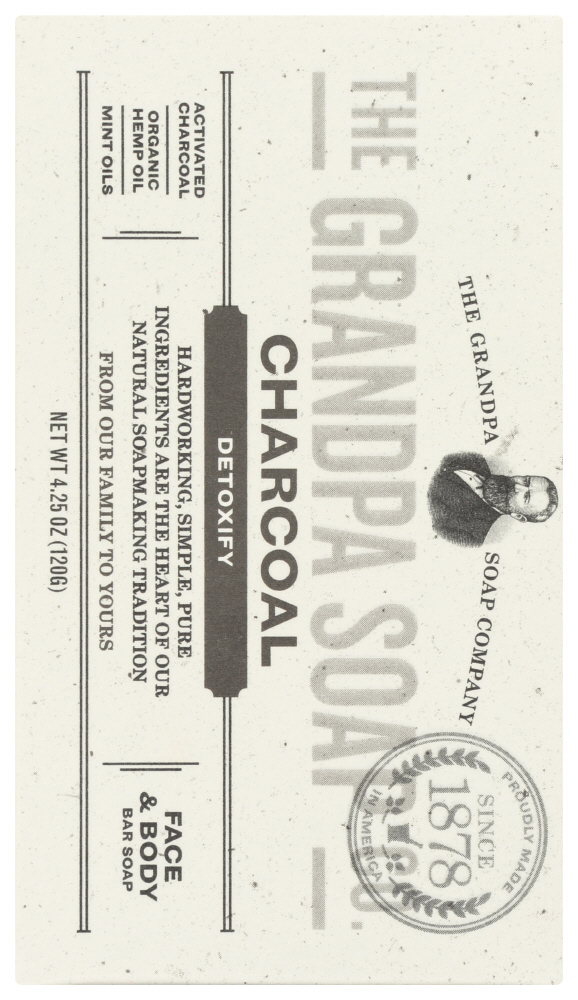 THE GRANDPA SOAP COMPANY
THE GRANDPA SOAP CO.
PROUDLY MADE
SINCE
1878
IN AMERICA
CHARCOAL
DETOXIFY
ACTIVATED
CHARCOAL
ORGANIC
HEMP OIL
MINT OILS
HARDWORKING, SIMPLE, PURE
INGREDIENTS ARE THE HEART OF OUR
NATURAL SOAPMAKING TRADITION
FROM OUR FAMILY TO YOURS
FACE
& BODY
BAR SOAP
NET WT 4.25 OZ (120G)